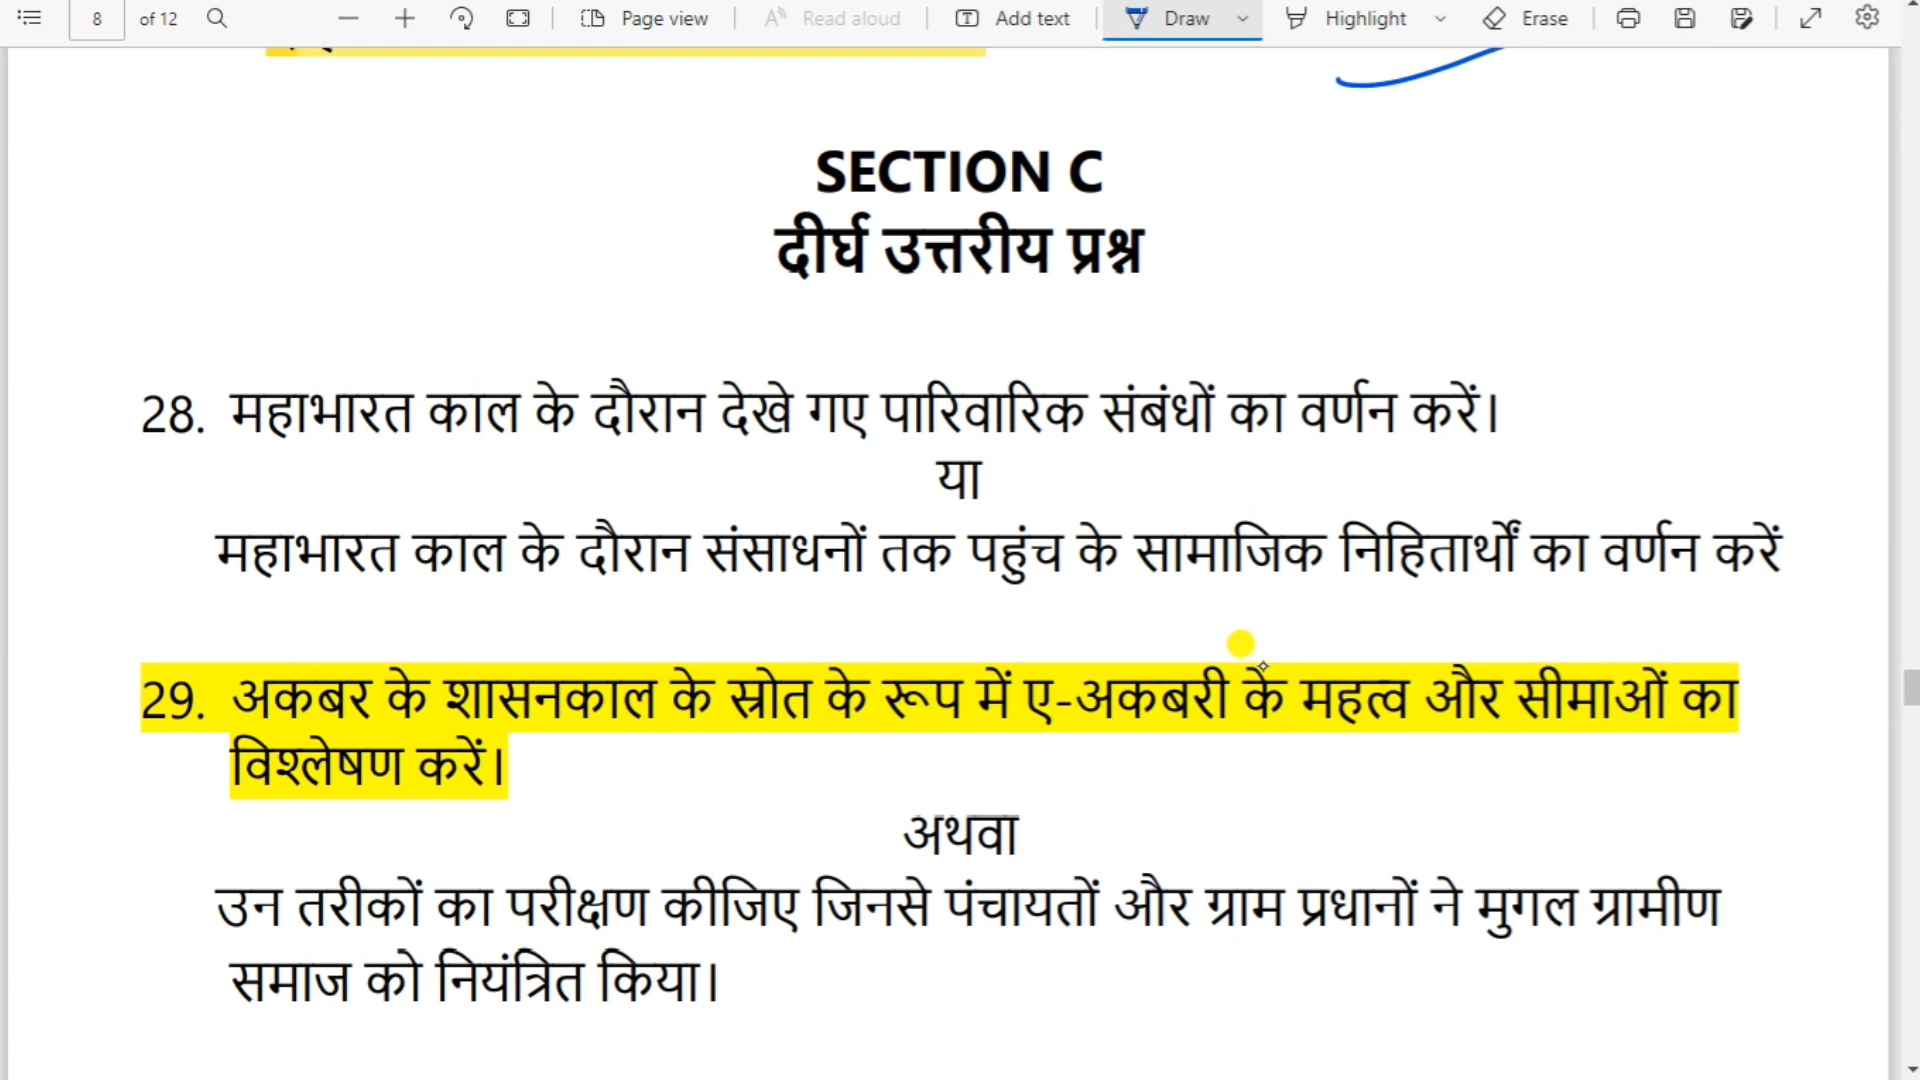 8 of 12 Page view Read aloud Add text Draw Highlight Erase
SECTION C
दीर्घ उत्तरीय प्रश्न
28. महाभारत काल के दौरान देखे गए पारिवारिक संबंधों का वर्णन करें।
या
महाभारत काल के दौरान संसाधनों तक पहुंच के सामाजिक निहितार्थों का वर्णन करें
29. अकबर के शासनकाल के स्रोत के रूप में ए-अकबरी के महत्व और सीमाओं का
विश्लेषण करें।
अथवा
उन तरीकों का परीक्षण कीजिए जिनसे पंचायतों और ग्राम प्रधानों ने मुगल ग्रामीण
समाज को नियंत्रित किया।